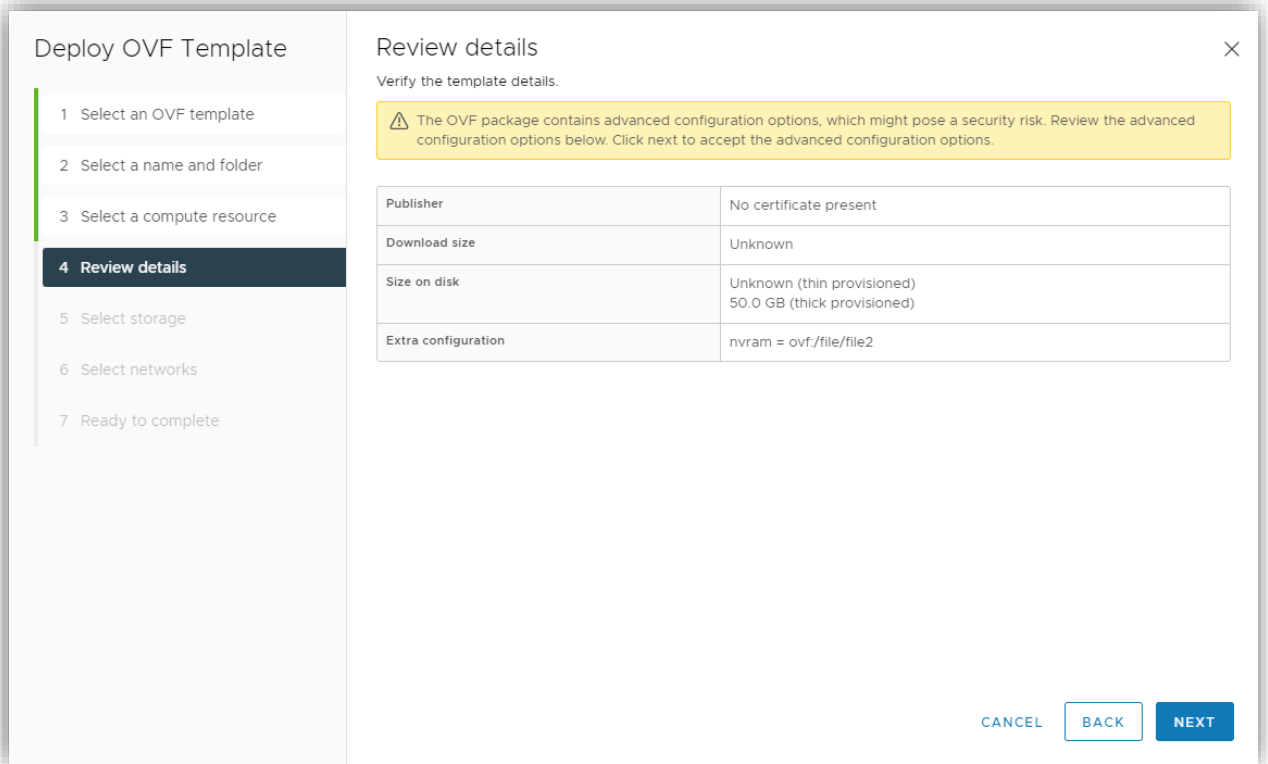 Deploy OVF Template
1 Select an OVF template
2 Select a name and folder
3 Select a compute resource
4 Review details
5 Select storage
6 Select networks
7 Ready to complete
Review details
Verify the template details.
The OVF package contains advanced configuration options, which might pose a security risk. Review the advanced
configuration options below. Click next to accept the advanced configuration options.
Publisher No certificate present
Download size Unknown
Size on disk Unknown (thin provisioned)
50.0 GB (thick provisioned)
Extra configuration nvram = ovf:/file/file2
CANCEL BACK NEXT